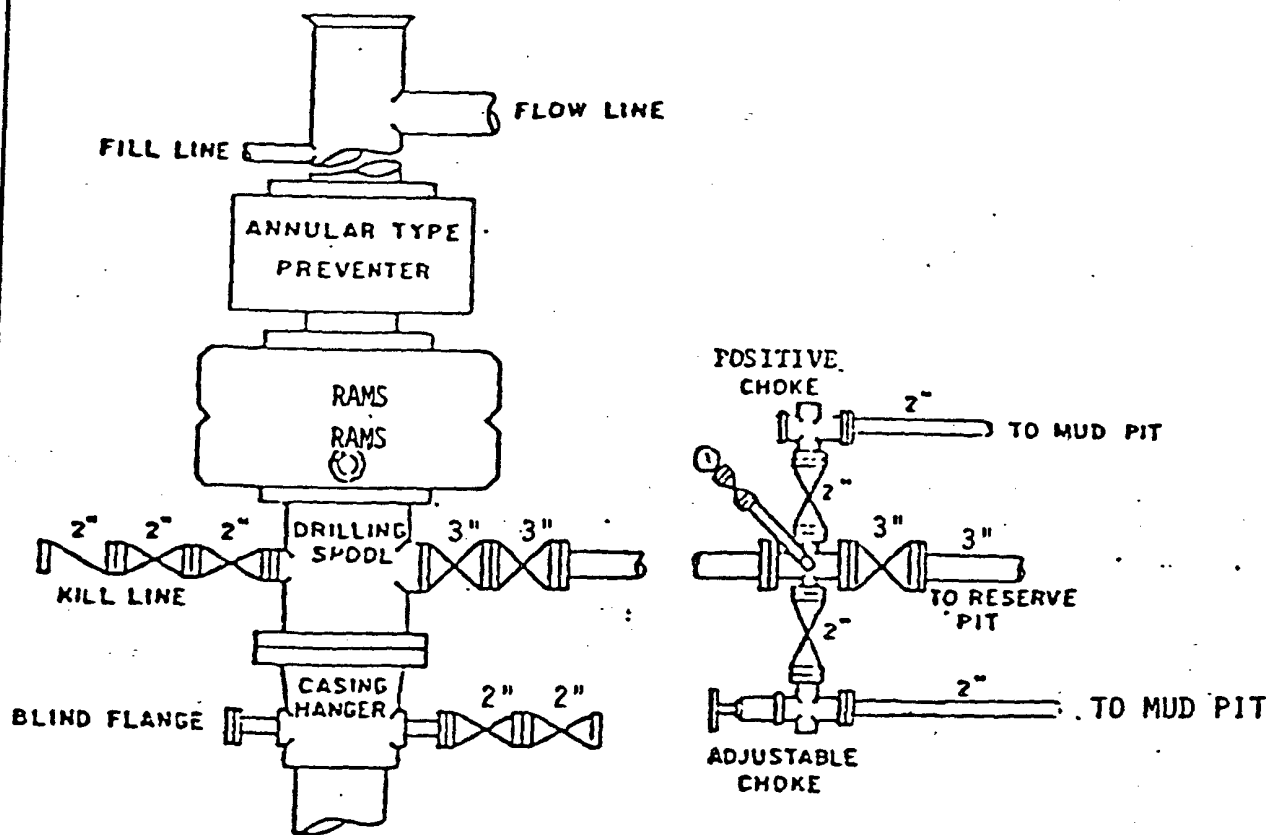 FLOW LINE
FILL LINE
ANNULAR TYPE
PREVENTER
RAMS
RAMS
2" 2" 2"
DRILLING
SPOOL
3" 3"
KILL LINE
CASING
HANGER
2" 2"
BLIND FLANGE
POSITIVE
CHOKE
2"
TO MUD PIT
2"
3"
3"
TO RESERVE
PIT
2"
2"
TO MUD PIT
ADJUSTABLE
CHOKE